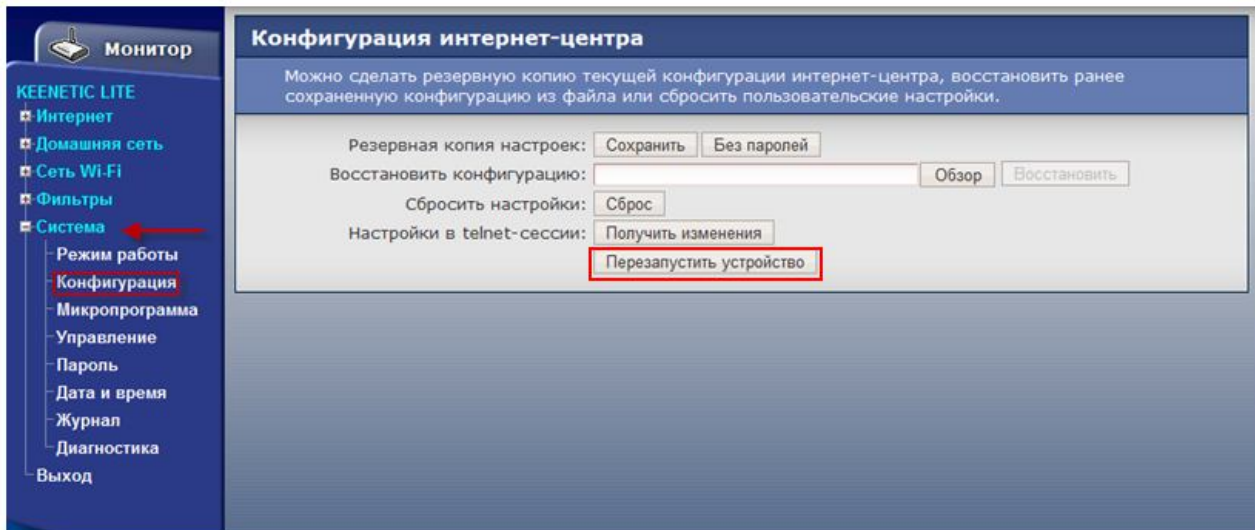 Монитор
KEENETIC LITE
Интернет
Домашняя сеть
Сеть Wi-Fi
Фильтры
Система
Режим работы
Конфигурация
Микропрограмма
Управление
Пароль
Дата и время
Журнал
Диагностика
Выход
Конфигурация интернет-центра
Можно сделать резервную копию текущей конфигурации интернет-центра, восстановить ранее
сохраненную конфигурацию из файла или сбросить пользовательские настройки.
Резервная копия настроек: Сохранить Без паролей
Восстановить конфигурацию: Обзор Восстановить
Сбросить настройки: Сброс
Настройки в telnet-сессии: Получить изменения
Перезапустить устройство